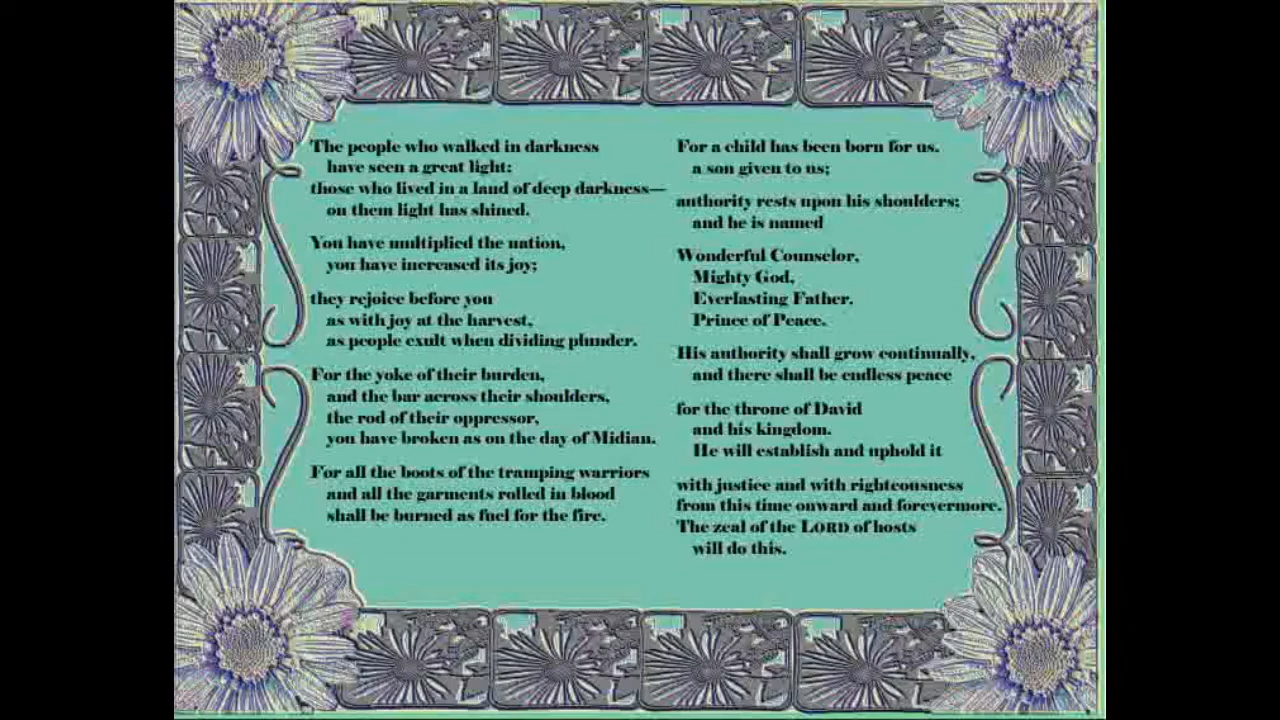 The people who walked in darkness
have seen a great light:
those who lived in a land of deep darkness—
on them light has shined.
You have multiplied the nation,
you have increased its joy;
they rejoice before you
as with joy at the harvest,
as people exult when dividing plunder.
For the yoke of their burden,
and the bar across their shoulders,
the rod of their oppressor,
you have broken as on the day of Midian.
For all the boots of the tramping warriors
and all the garments rolled in blood
shall be burned as fuel for the fire.
For a child has been born for us.
a son given to us;
authority rests upon his shoulders;
and he is named
Wonderful Counselor,
Mighty God,
Everlasting Father.
Prince of Peace.
His authority shall grow continually,
and there shall be endless peace
for the throne of David
and his kingdom.
He will establish and uphold it
with justice and with righteousness
from this time onward and forevermore.
The zeal of the LORD of hosts
will do this.